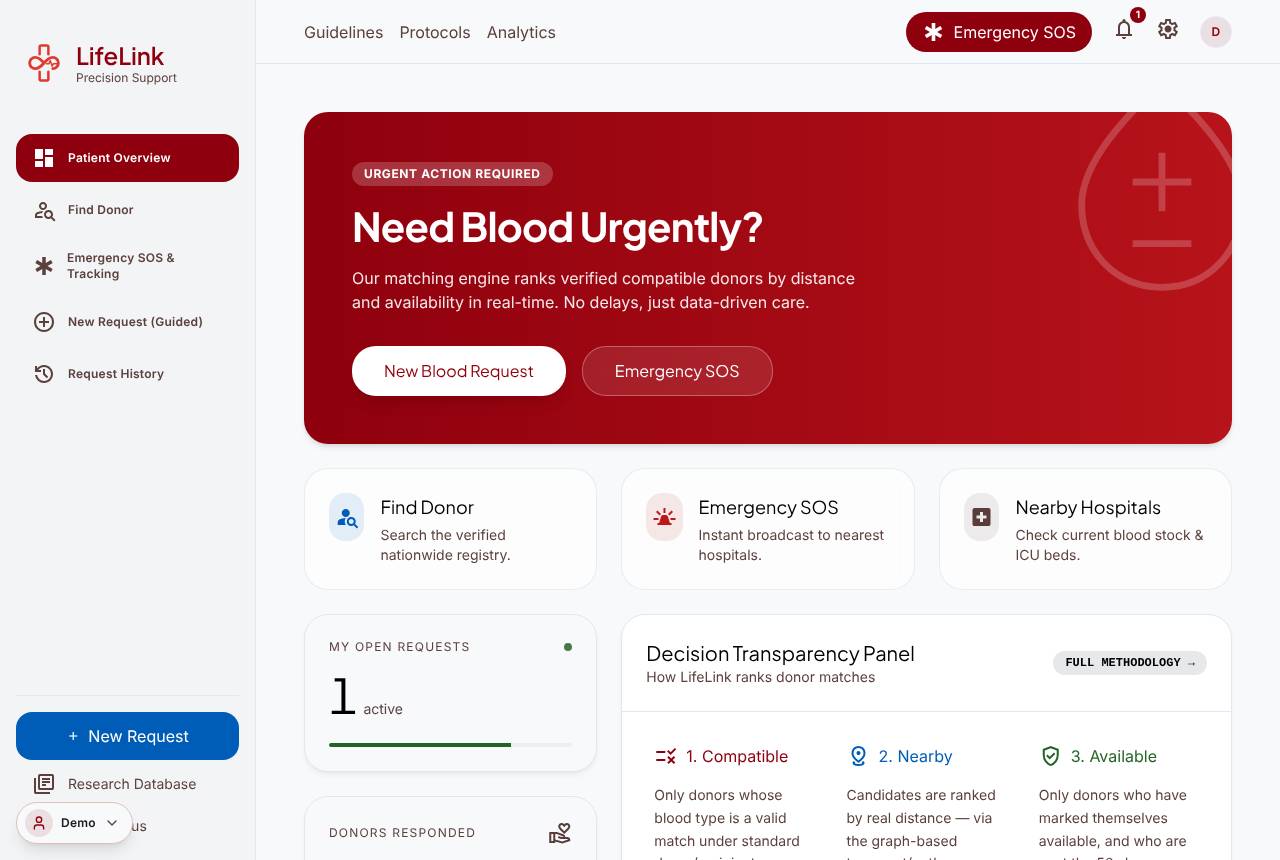 LifeLink
Precision Support
Patient Overview
Find Donor
Emergency SOS &
Tracking
New Request (Guided)
Request History
+ New Request
Research Database
Demo
us
Guidelines Protocols Analytics
Emergency SOS
1
D
URGENT ACTION REQUIRED
Need Blood Urgently?
Our matching engine ranks verified compatible donors by distance
and availability in real-time. No delays, just data-driven care.
New Blood Request
Emergency SOS
Find Donor
Search the verified
nationwide registry.
Emergency SOS
Instant broadcast to nearest
hospitals.
Nearby Hospitals
Check current blood stock &
ICU beds.
MY OPEN REQUESTS
1 active
DONORS RESPONDED
Decision Transparency Panel
How LifeLink ranks donor matches
FULL METHODOLOGY →
1. Compatible
Only donors whose
blood type is a valid
match under standard
2. Nearby
Candidates are ranked
by real distance — via
the graph-based
3. Available
Only donors who have
marked themselves
available, and who are